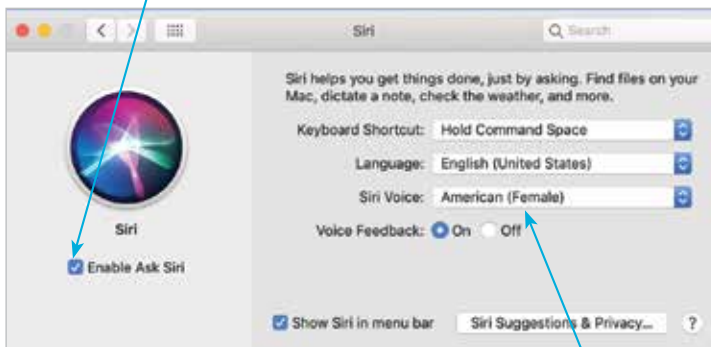 Siri
Search
Siri helps you get things done, just by asking. Find files on your
Mac, dictate a note, check the weather, and more.
Keyboard Shortcut: Hold Command Space
Language: English (United States)
Siri Voice: American (Female)
Siri
Voice Feedback: On Off
Enable Ask Siri
Show Siri in menu bar Siri Suggestions & Privacy... ?